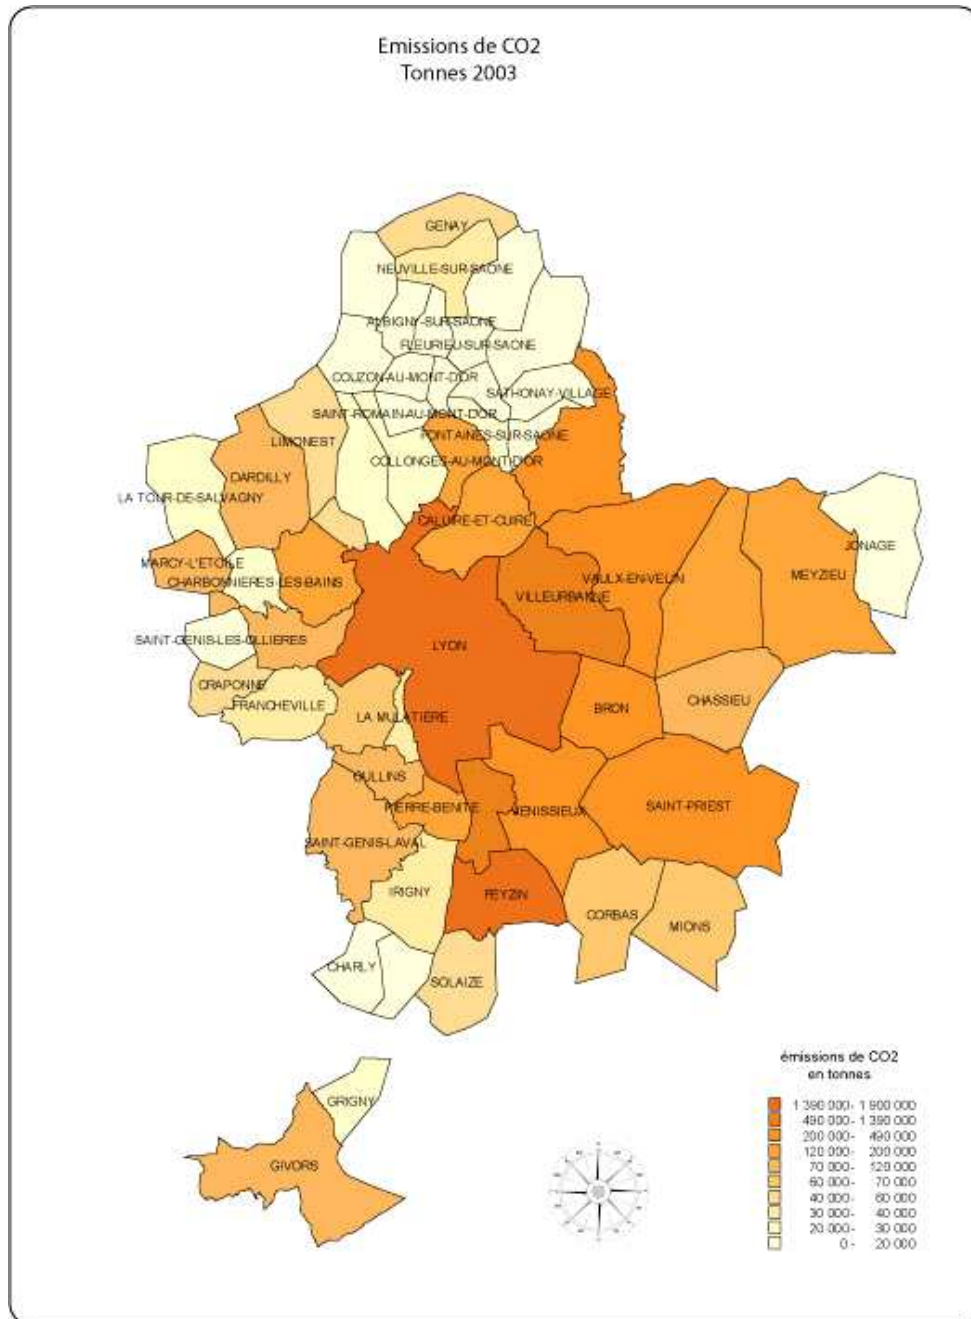 Emissions de CO2
Tonnes 2003
GENAY
NEUVILLE-SUR-SAONE
ALBIGNY-SUR-SAONE
FLEURIEU-SUR-SAONE
COUZON-AU-MONT-D'OR
SATHONAY-VILLAGE
SAINT-ROMAIN-AU-MONT-D'OR
FONTAINES-SUR-SAONE
LIMONEST
COLLONGES-AU-MONT-D'OR
DARDILLY
LA TOUR-DE-SALVAGNY
CALUIRE-ET-CUIRE
JONAGE
MARCY-L'ETOILE
MEYZIEU
CHARBONNIERES-LES-BAINS
VAULX-EN-VELIN
VILLEURBANNE
SAINT-GENIS-LES-OLLIERES
LYON
CRAPONNE
CHASSIEU
FRANCHEVILLE
BRON
LA MULATIERE
OULLINS
PIERRE-BENITE
VENISSIEUX
SAINT-PRIEST
SAINT-GENIS-LAVAL
IRIGNY
FEYZIN
CORBAS
MIONS
CHARLY
SOLAIZE
émissions de CO2
en tonnes
GRIGNY
1 390 000- 1 900 000
490 000- 1 390 000
200 000- 490 000
120 000- 200 000
GIVORS
70 000- 120 000
60 000- 70 000
40 000- 60 000
30 000- 40 000
20 000- 30 000
0- 20 000